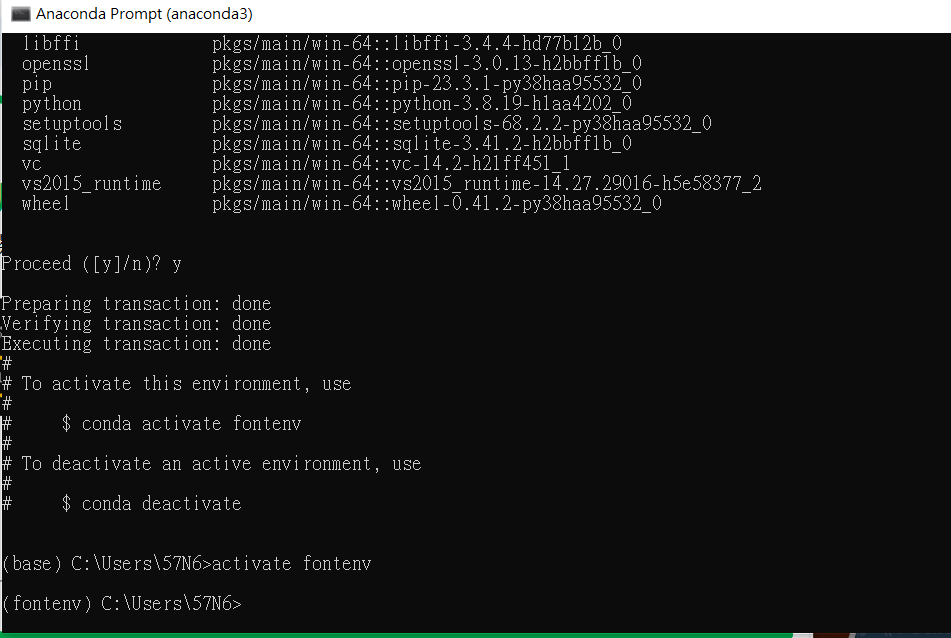 Anaconda Prompt (anaconda3)
libffi pkgs/main/win-64::libffi-3.4.4-hd77b12b_0
openssl pkgs/main/win-64::openssl-3.0.13-h2bbff1b_0
pip pkgs/main/win-64::pip-23.3.1-py38haa95532_0
python pkgs/main/win-64::python-3.8.19-h1aa4202_0
setuptools pkgs/main/win-64::setuptools-68.2.2-py38haa95532_0
sqlite pkgs/main/win-64::sqlite-3.41.2-h2bbff1b_0
vc pkgs/main/win-64::vc-14.2-h21ff451_1
vs2015_runtime pkgs/main/win-64::vs2015_runtime-14.27.29016-h5e58377_2
wheel pkgs/main/win-64::wheel-0.41.2-py38haa95532_0
Proceed ([y]/n)? y
Preparing transaction: done
Verifying transaction: done
Executing transaction: done
#
# To activate this environment, use
#
# $ conda activate fontenv
#
# To deactivate an active environment, use
#
# $ conda deactivate
(base) C:\Users\57N6>activate fontenv
(fontenv) C:\Users\57N6>